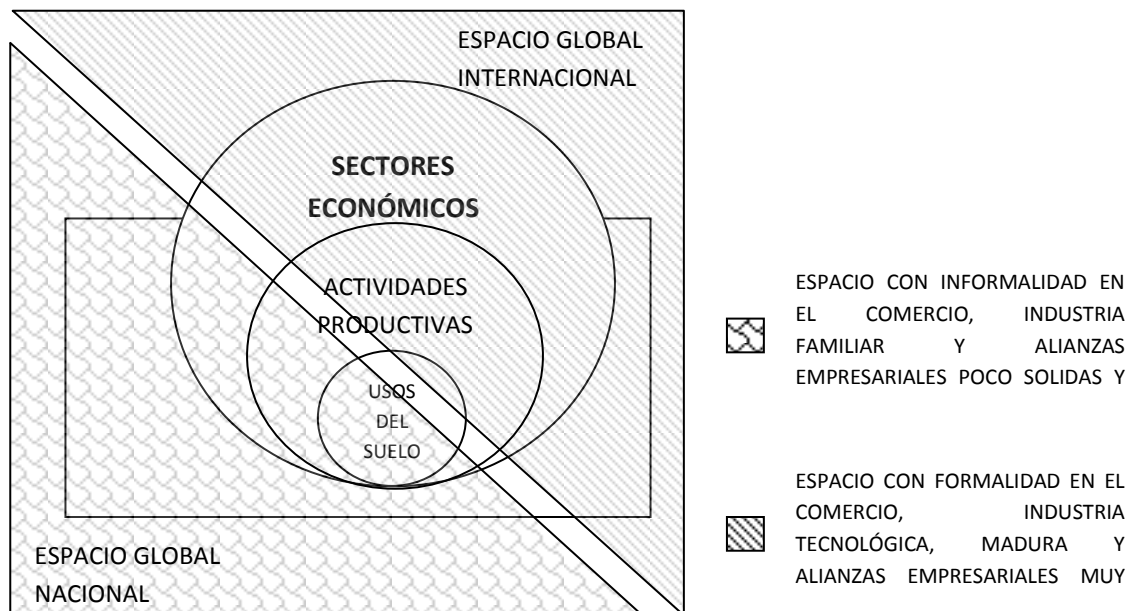 ESPACIO GLOBAL
INTERNACIONAL
SECTORES
ECONÓMICOS
ACTIVIDADES
PRODUCTIVAS
USOS
DEL
SUELO
ESPACIO GLOBAL
NACIONAL
ESPACIO CON INFORMALIDAD EN
EL COMERCIO, INDUSTRIA
FAMILIAR Y ALIANZAS
EMPRESARIALES POCO SOLIDAS Y
ESPACIO CON FORMALIDAD EN EL
COMERCIO, INDUSTRIA
TECNOLÓGICA, MADURA Y
ALIANZAS EMPRESARIALES MUY